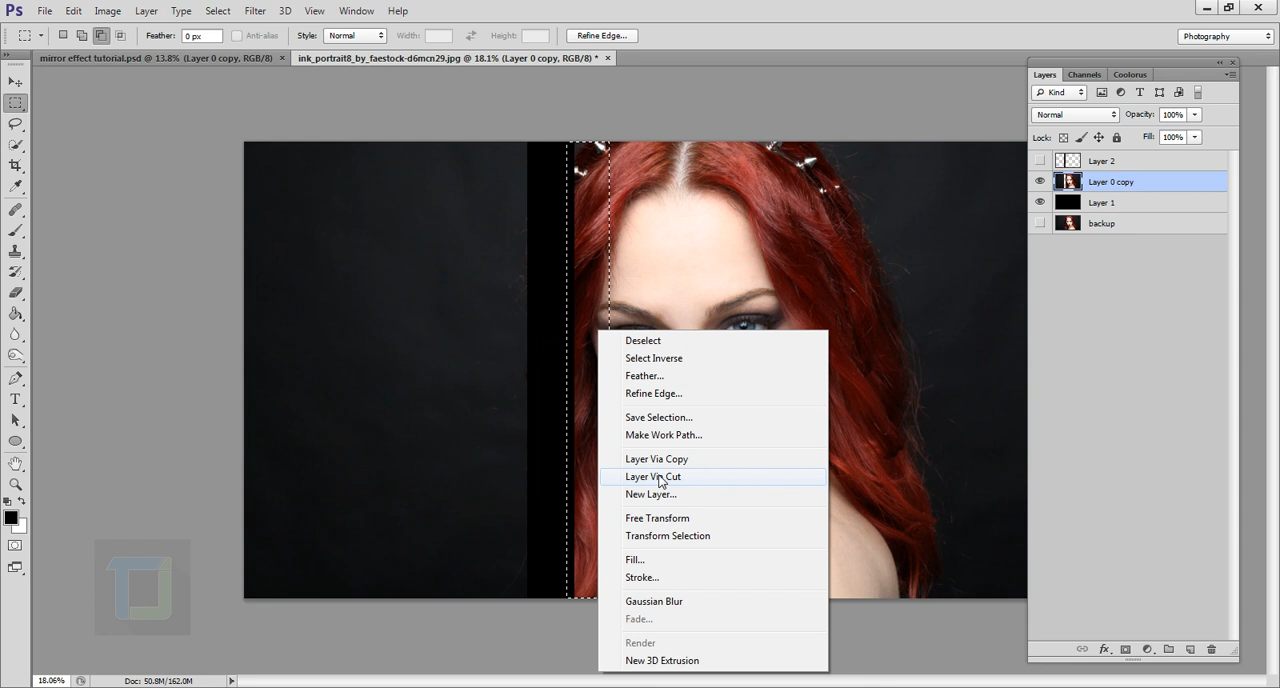 Ps File Edit Image Layer Type Select Filter 3D View Window Help
Feather: 0 px Anti-alias Style: Normal Width: Height: Refine Edge... Photography
mirror effect tutorial.psd @ 13.8% (Layer 0 copy, RGB/8) × ink_portrait8_by_faestock-d6mcn29.jpg @ 18.1% (Layer 0 copy, RGB/8) * ×
Layers Channels Coolorus
Kind
Normal Opacity: 100%
Lock: Fill: 100%
Layer 2
Layer 0 copy
Layer 1
backup
Deselect
Select Inverse
Feather...
Refine Edge...
Save Selection...
Make Work Path...
Layer Via Copy
Layer Via Cut
New Layer...
Free Transform
Transform Selection
Fill...
Stroke...
Gaussian Blur
Fade...
Render
New 3D Extrusion
18.06% Doc: 50.8M/162.0M